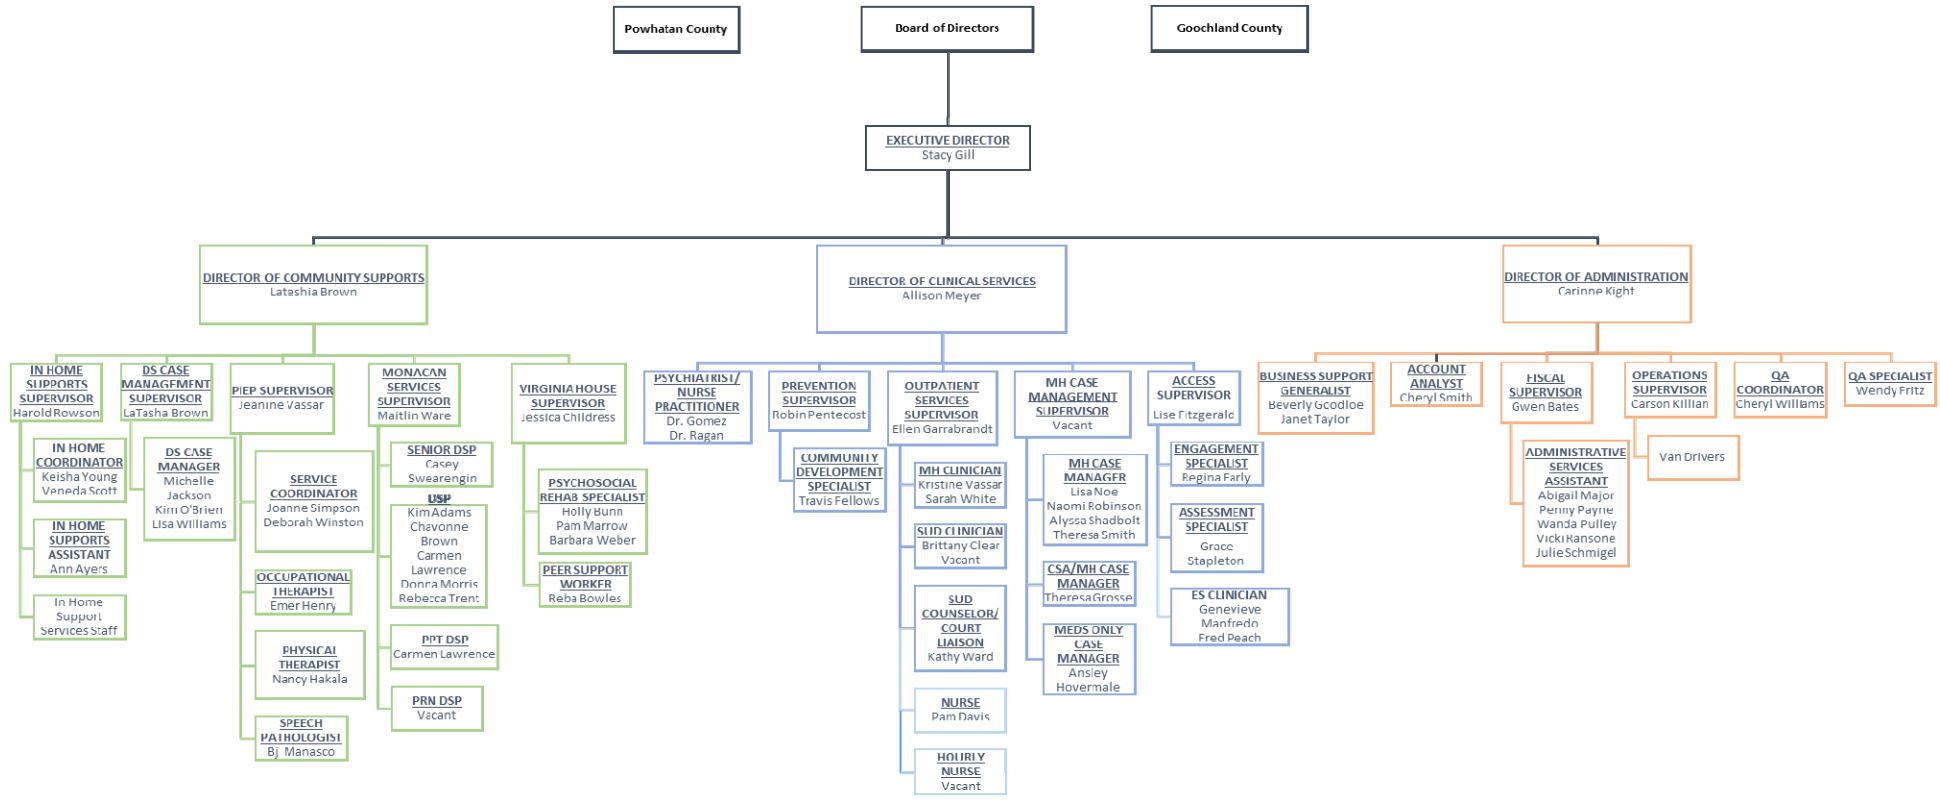 Powhatan County
Board of Directors
Goochland County
EXECUTIVE DIRECTOR
Stacy Gill
DIRECTOR OF COMMUNITY SUPPORTS
Lateshia Brown
DIRECTOR OF CLINICAL SERVICES
Allison Meyer
DIRECTOR OF ADMINISTRATION
Carinne Kight
IN HOME
SUPPORTS
SUPERVISOR
Harold Rowson
IN HOME
COORDINATOR
Keisha Young
Veneda Scott
IN HOME
SUPPORTS
ASSISTANT
Ann Ayers
In Home
Support
Services Staff
DS CASE
MANAGEMENT
SUPERVISOR
LaTasha Brown
DS CASE
MANAGER
Michelle
Jackson
Kim O'Brien
Lisa Williams
PIEP SUPERVISOR
Jeanine Vassar
SERVICE
COORDINATOR
Joanne Simpson
Deborah Winston
OCCUPATIONAL
THERAPIST
Emer Henry
PHYSICAL
THERAPIST
Nancy Hakala
SPEECH
PATHOLOGIST
Bj Manasco
MONACAN
SERVICES
SUPERVISOR
Maitlin Ware
SENIOR DSP
Casey
Swearengin
DSP
Kim Adams
Chavonne
Brown
Carmen
Lawrence
Donna Morris
Rebecca Trent
PPT DSP
Carmen Lawrence
PRN DSP
Vacant
VIRGINIA HOUSE
SUPERVISOR
Jessica Childress
PSYCHOSOCIAL
REHAB SPECIALIST
Holly Bunn
Pam Marrow
Barbara Weber
PEER SUPPORT
WORKER
Reba Bowles
PSYCHIATRIST/
NURSE
PRACTITIONER
Dr. Gomez
Dr. Ragan
PREVENTION
SUPERVISOR
Robin Pentecost
COMMUNITY
DEVELOPMENT
SPECIALIST
Travis Fellows
OUTPATIENT
SERVICES
SUPERVISOR
Ellen Garrabrandt
MH CLINICIAN
Kristine Vassar
Sarah White
SUD CLINICIAN
Brittany Clear
Vacant
SUD
COUNSELOR/
COURT
LIAISON
Kathy Ward
NURSE
Pam Davis
HOURLY
NURSE
Vacant
MH CASE
MANAGEMENT
SUPERVISOR
Vacant
MH CASE
MANAGER
Lisa Noe
Naomi Robinson
Alyssa Shadbolt
Theresa Smith
CSA/MH CASE
MANAGER
Theresa Grosse
MEDS ONLY
CASE
MANAGER
Ansley
Hovermale
ACCESS
SUPERVISOR
Lise Fitzgerald
ENGAGEMENT
SPECIALIST
Regina Early
ASSESSMENT
SPECIALIST
Grace
Stapleton
ES CLINICIAN
Genevieve
Manfredo
Fred Peach
BUSINESS SUPPORT
GENERALIST
Beverly Goodloe
Janet Taylor
ACCOUNT
ANALYST
Cheryl Smith
FISCAL
SUPERVISOR
Gwen Bates
ADMINISTRATIVE
SERVICES
ASSISTANT
Abigail Major
Penny Payne
Wanda Pulley
Vicki Ransone
Julie Schmigel
OPERATIONS
SUPERVISOR
Carson Killian
Van Drivers
QA
COORDINATOR
Cheryl Williams
QA SPECIALIST
Wendy Fritz